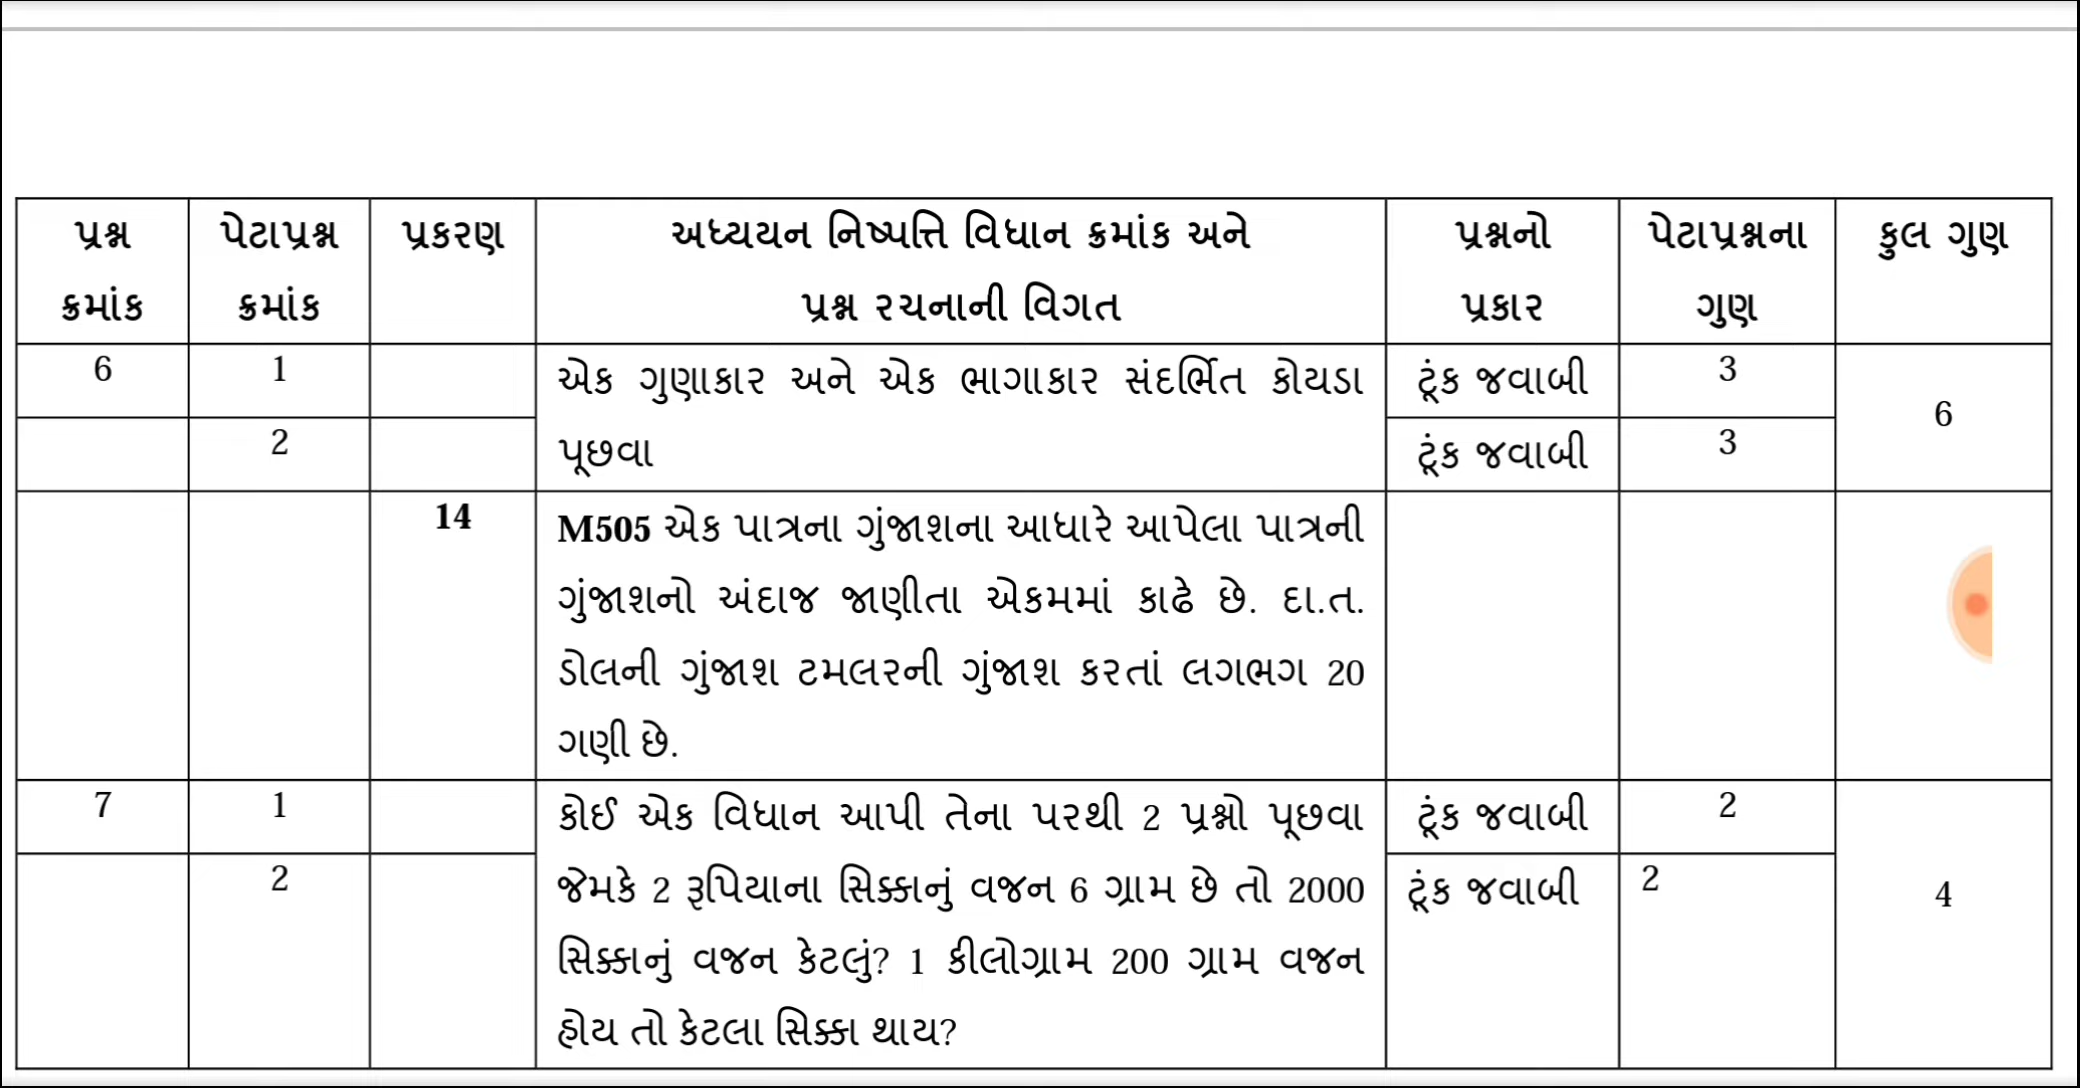 પ્રશ્ન પેટાપ્રશ્ન પ્રકરણ અધ્યયન નિષ્પત્તિ વિધાન ક્રમાંક અને પ્રશ્નનો પેટાપ્રશ્નના કુલ ગુણ
ક્રમાંક ક્રમાંક પ્રશ્ન રચનાની વિગત પ્રકાર ગુણ
6 1 એક ગુણાકાર અને એક ભાગાકાર સંદર્ભિત કોયડા ટૂંક જવાબી 3 6
2 પૂછવા ટૂંક જવાબી 3
14 M505 એક પાત્રના ગુંજાશના આધારે આપેલા પાત્રની
ગુંજાશનો અંદાજ જાણીતા એકમમાં કાઢે છે. દા.ત.
ડોલની ગુંજાશ ટમલરની ગુંજાશ કરતાં લગભગ 20
ગણી છે.
7 1 કોઈ એક વિધાન આપી તેના પરથી 2 પ્રશ્નો પૂછવા ટૂંક જવાબી 2
2 જેમકે 2 રૂપિયાના સિક્કાનું વજન 6 ગ્રામ છે તો 2000 ટૂંક જવાબી 2 4
સિક્કાનું વજન કેટલું? 1 કીલોગ્રામ 200 ગ્રામ વજન
હોય તો કેટલા સિક્કા થાય?